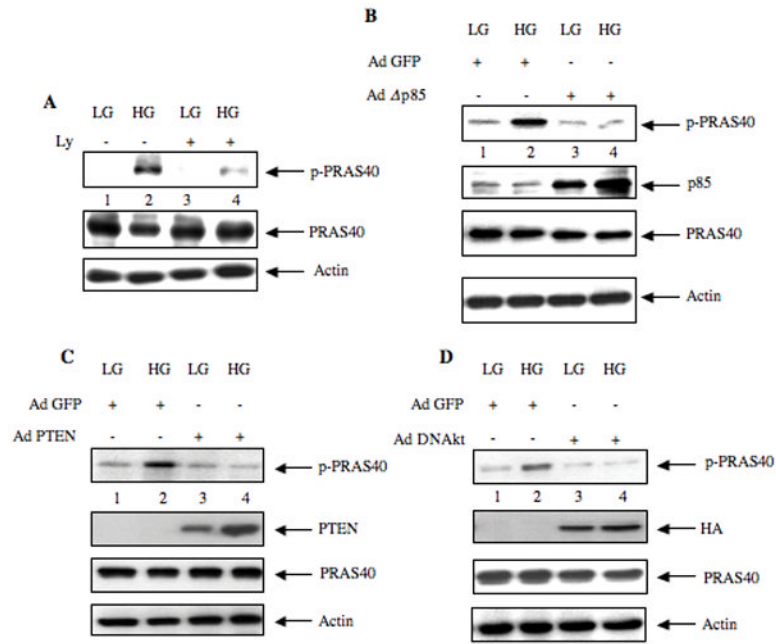 A
LG HG LG HG
Ly - - + +
p-PRAS40
1 2 3 4
PRAS40
Actin
B
LG HG LG HG
Ad GFP + + - -
Ad Δp85 - - + +
p-PRAS40
1 2 3 4
p85
PRAS40
Actin
C
LG HG LG HG
Ad GFP + + - -
Ad PTEN - - + +
p-PRAS40
1 2 3 4
PTEN
PRAS40
Actin
D
LG HG LG HG
Ad GFP + + - -
Ad DNAkt - - + +
p-PRAS40
1 2 3 4
HA
PRAS40
Actin